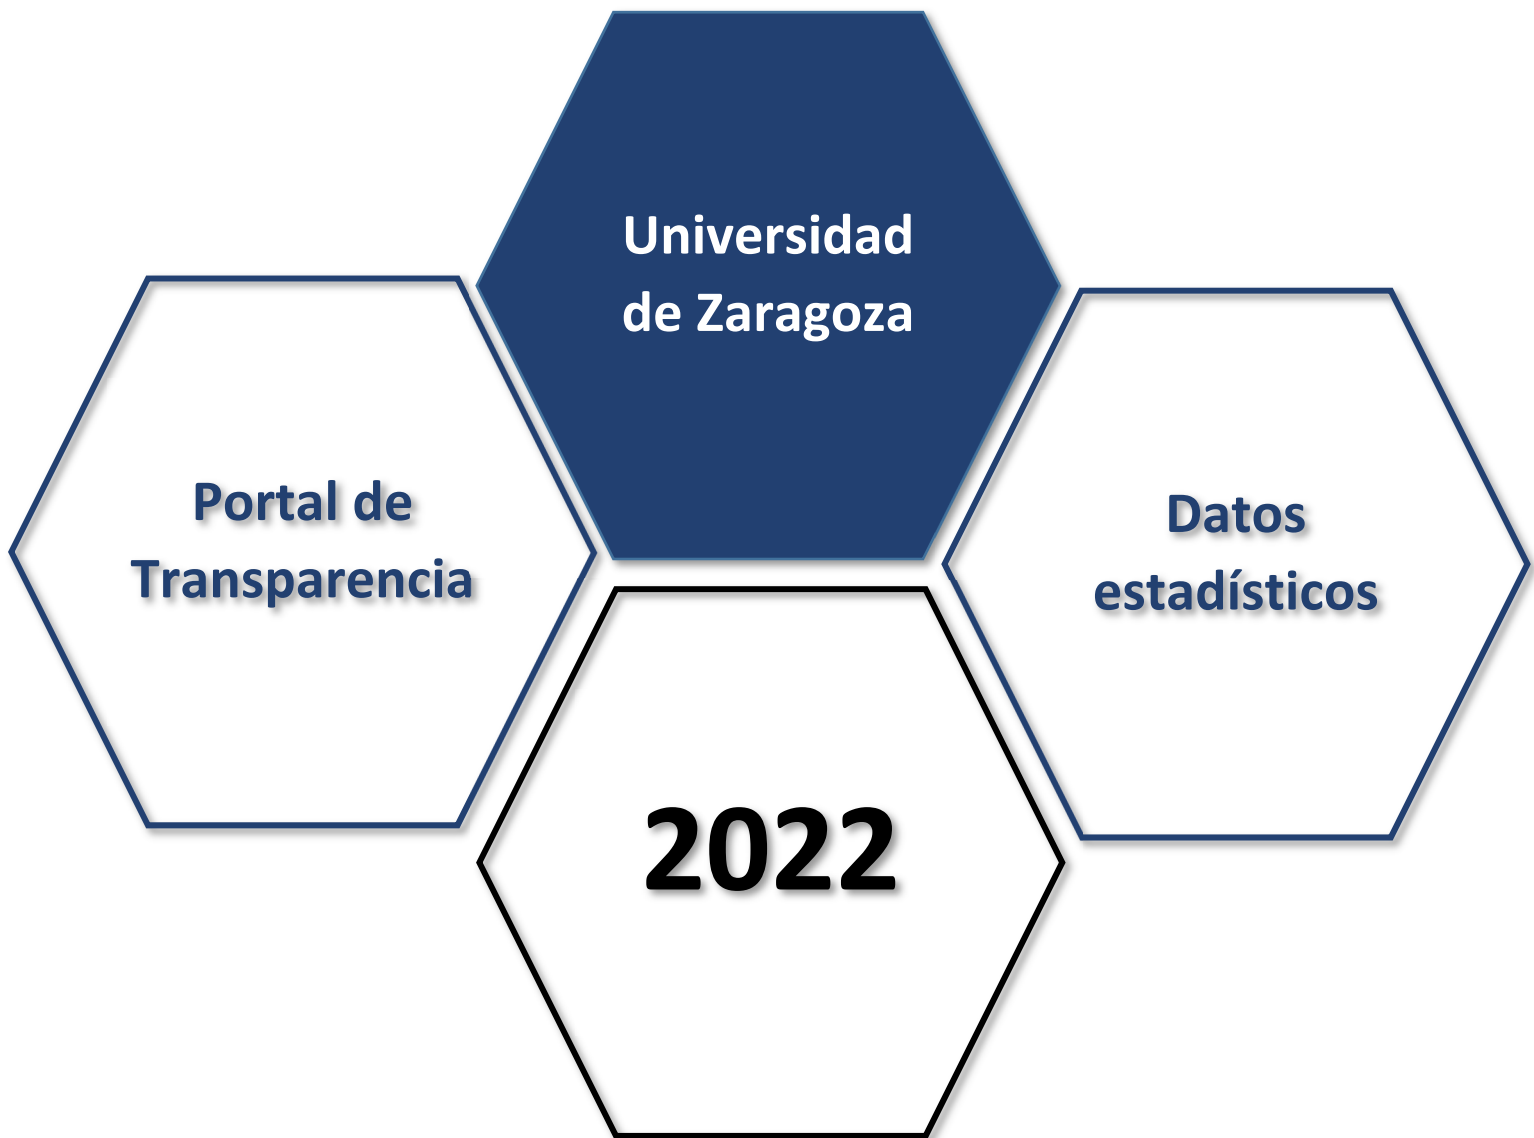 Universidad
de Zaragoza
Portal de
Transparencia
Datos
estadísticos
2022